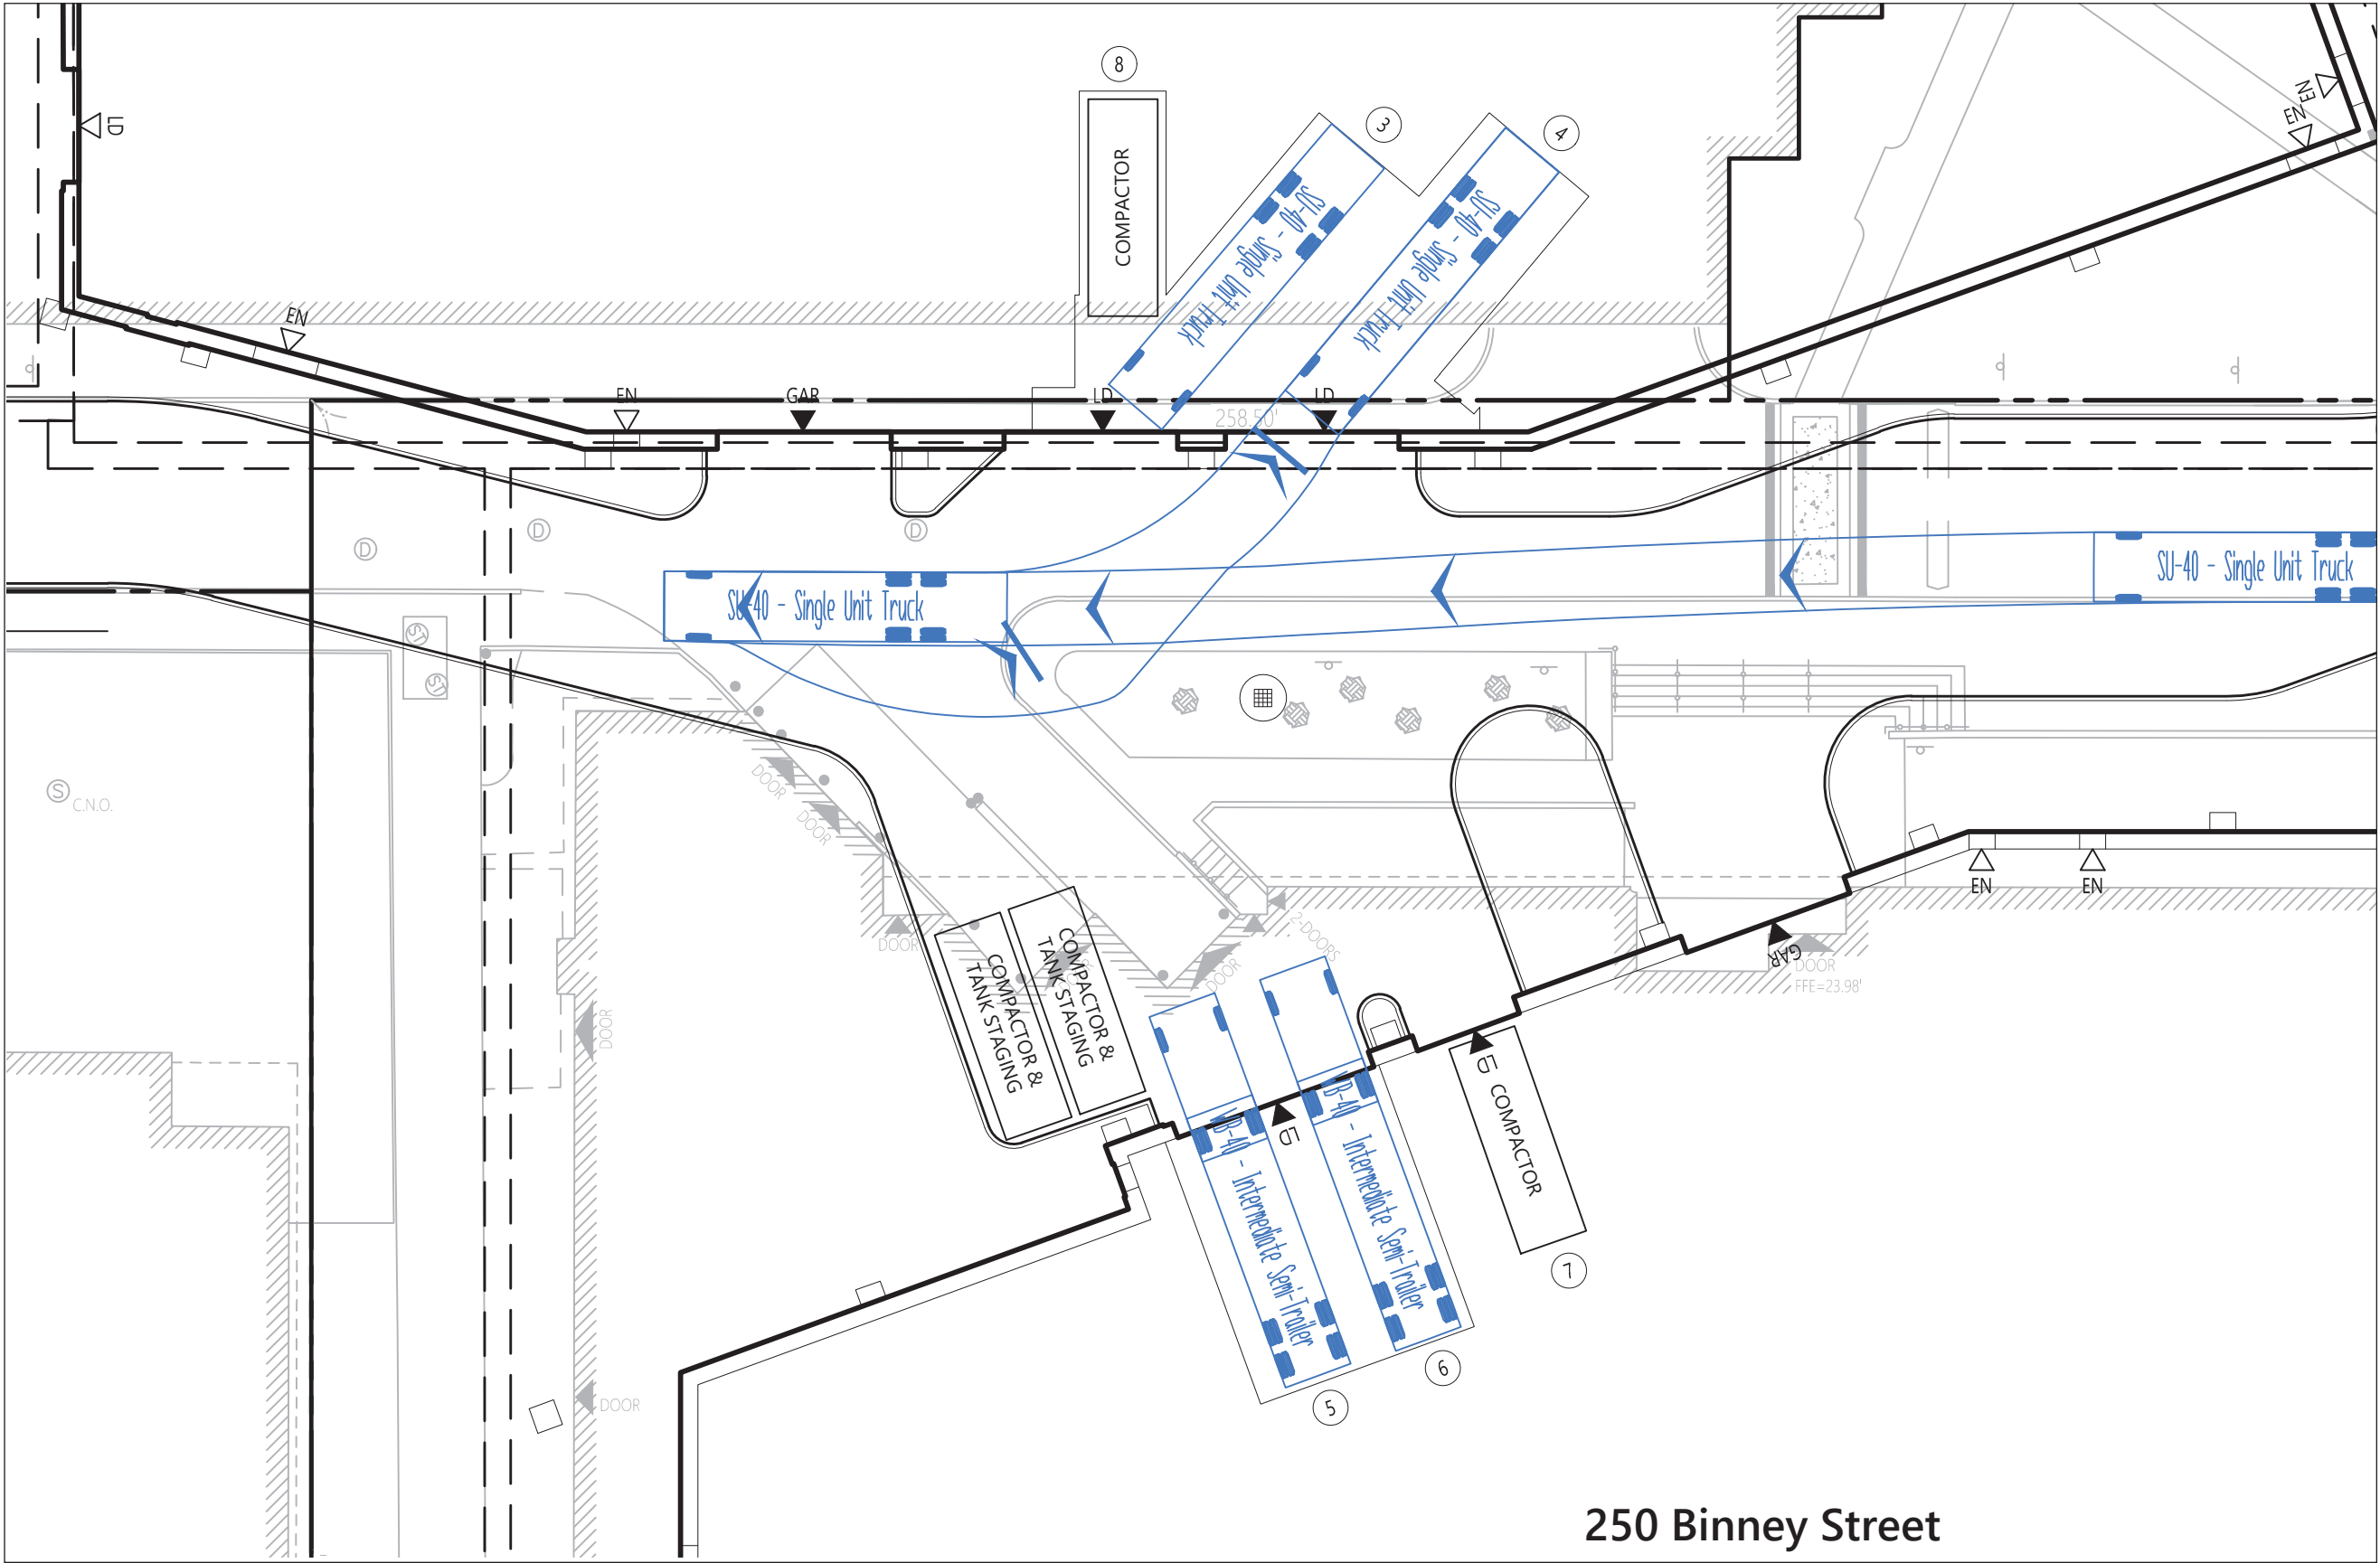 8
3
4
EN
EN
LD
COMPACTOR
SU-40 - Single Unit Truck
SU-40 - Single Unit Truck
EN
EN
GAR
LD
LD
258.50'
D
D
D
SU-40 - Single Unit Truck
SU-40 - Single Unit Truck
ST
ST
S
C.N.O.
DOOR
DOOR
DOOR
2-DOORS
DOOR
EN
EN
GAR
DOOR
FFE=23.98'
COMPACTOR &
TANK STAGING
COMPACTOR &
TANK STAGING
DOOR
LD
LD
WB-40 - Intermediate Semi-Trailer
WB-40 - Intermediate Semi-Trailer
COMPACTOR
7
6
5
DOOR
250 Binney Street